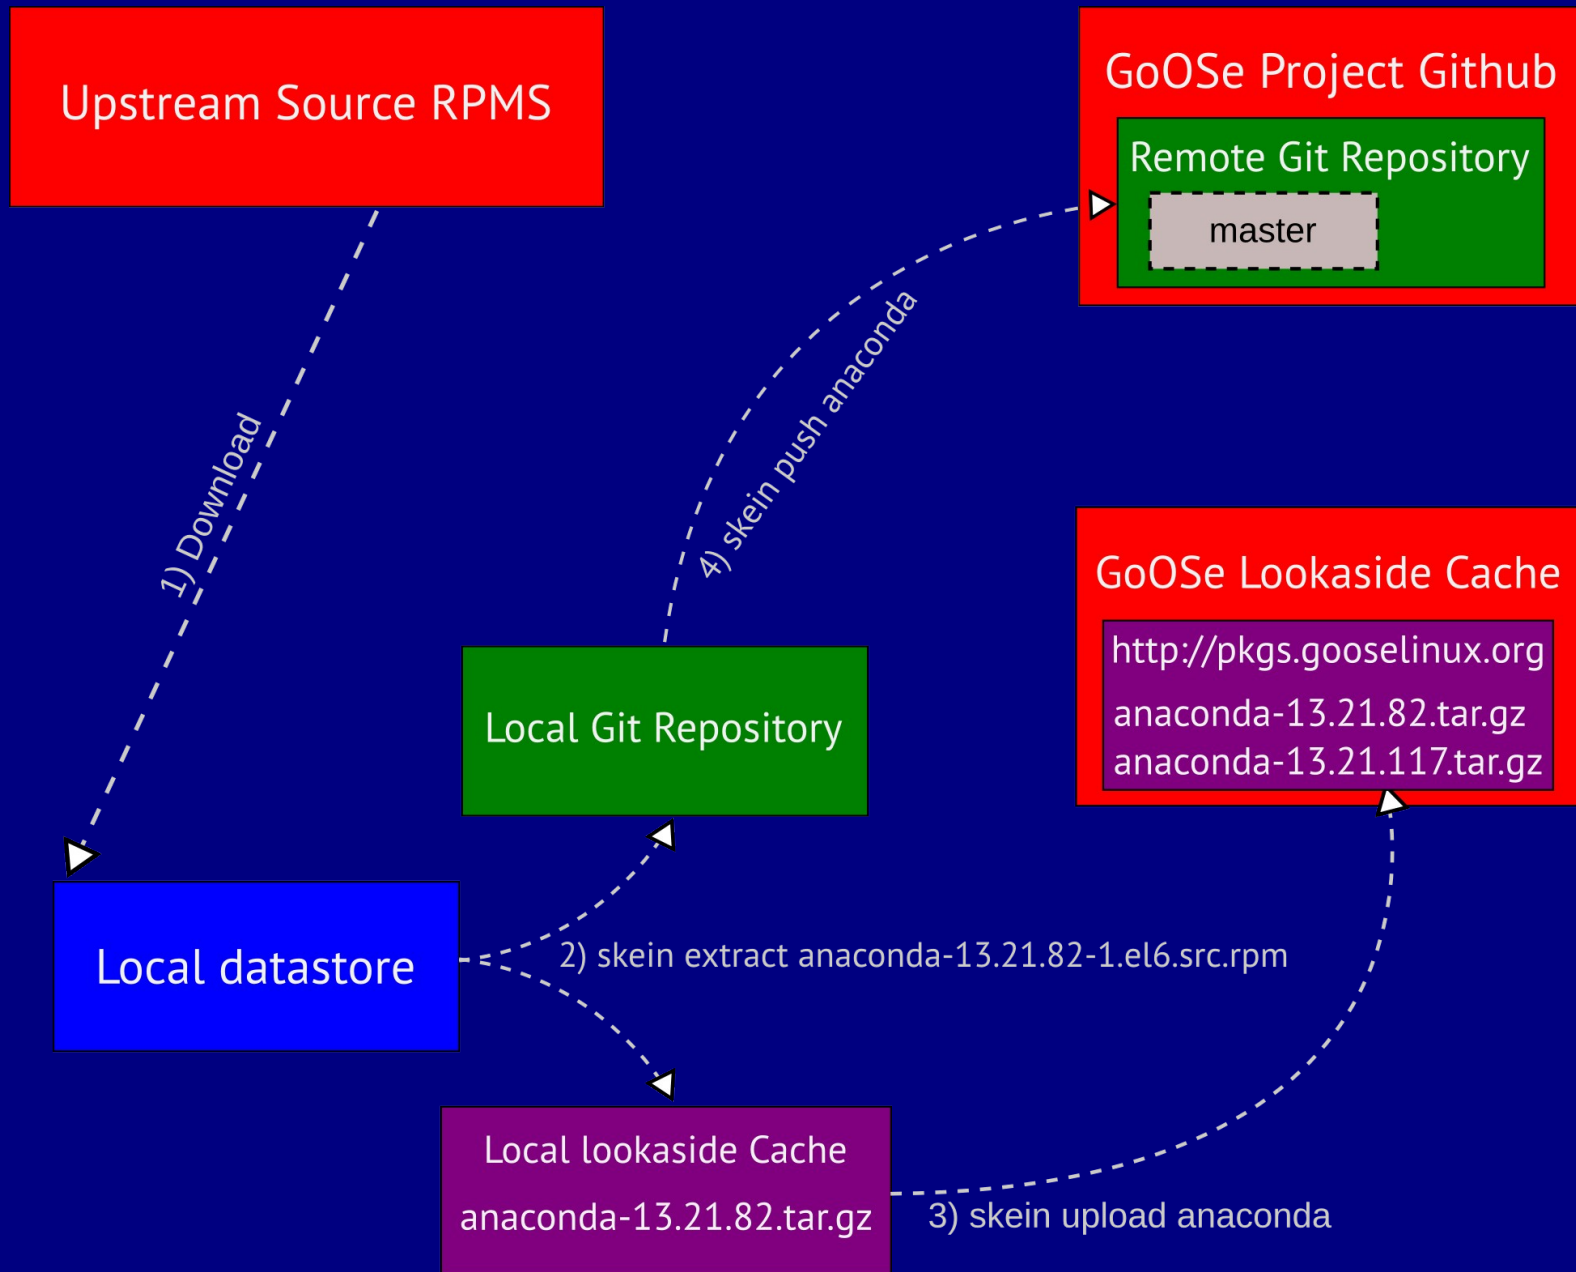 Upstream Source RPMS
GoOSe Project Github
Remote Git Repository
master
1) Download
4) skein push anaconda
GoOSe Lookaside Cache
http://pkgs.gooselinux.org
anaconda-13.21.82.tar.gz
anaconda-13.21.117.tar.gz
Local Git Repository
Local datastore
2) skein extract anaconda-13.21.82-1.el6.src.rpm
Local lookaside Cache
anaconda-13.21.82.tar.gz
3) skein upload anaconda